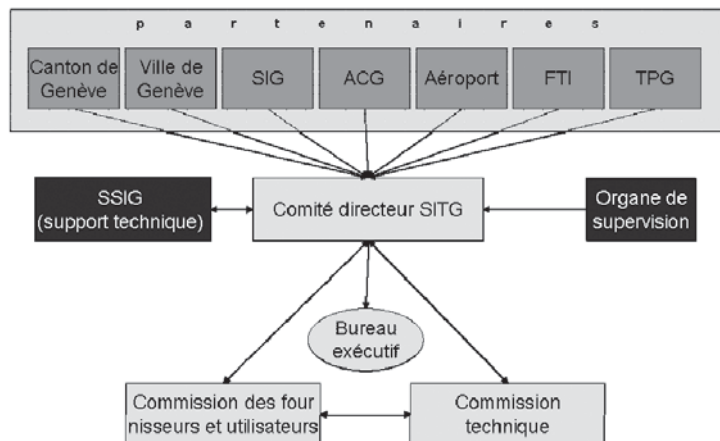 p a r t e n a i r e s
Canton de
Genève
Ville de
Genève
SIG
ACG
Aéroport
FTI
TPG
SSIG
(support technique)
Comité directeur SITG
Organe de
supervision
Bureau
exécutif
Commission des four
nisseurs et utilisateurs
Commission
technique